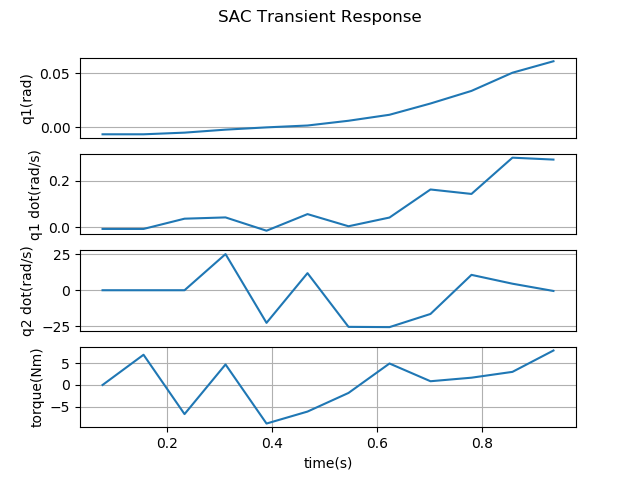 SAC Transient Response
q1(rad)
0.05
0.00
q1 dot(rad/s)
0.2
0.0
q2 dot(rad/s)
25
0
−25
torque(Nm)
5
0
−5
0.2 0.4 0.6 0.8
time(s)